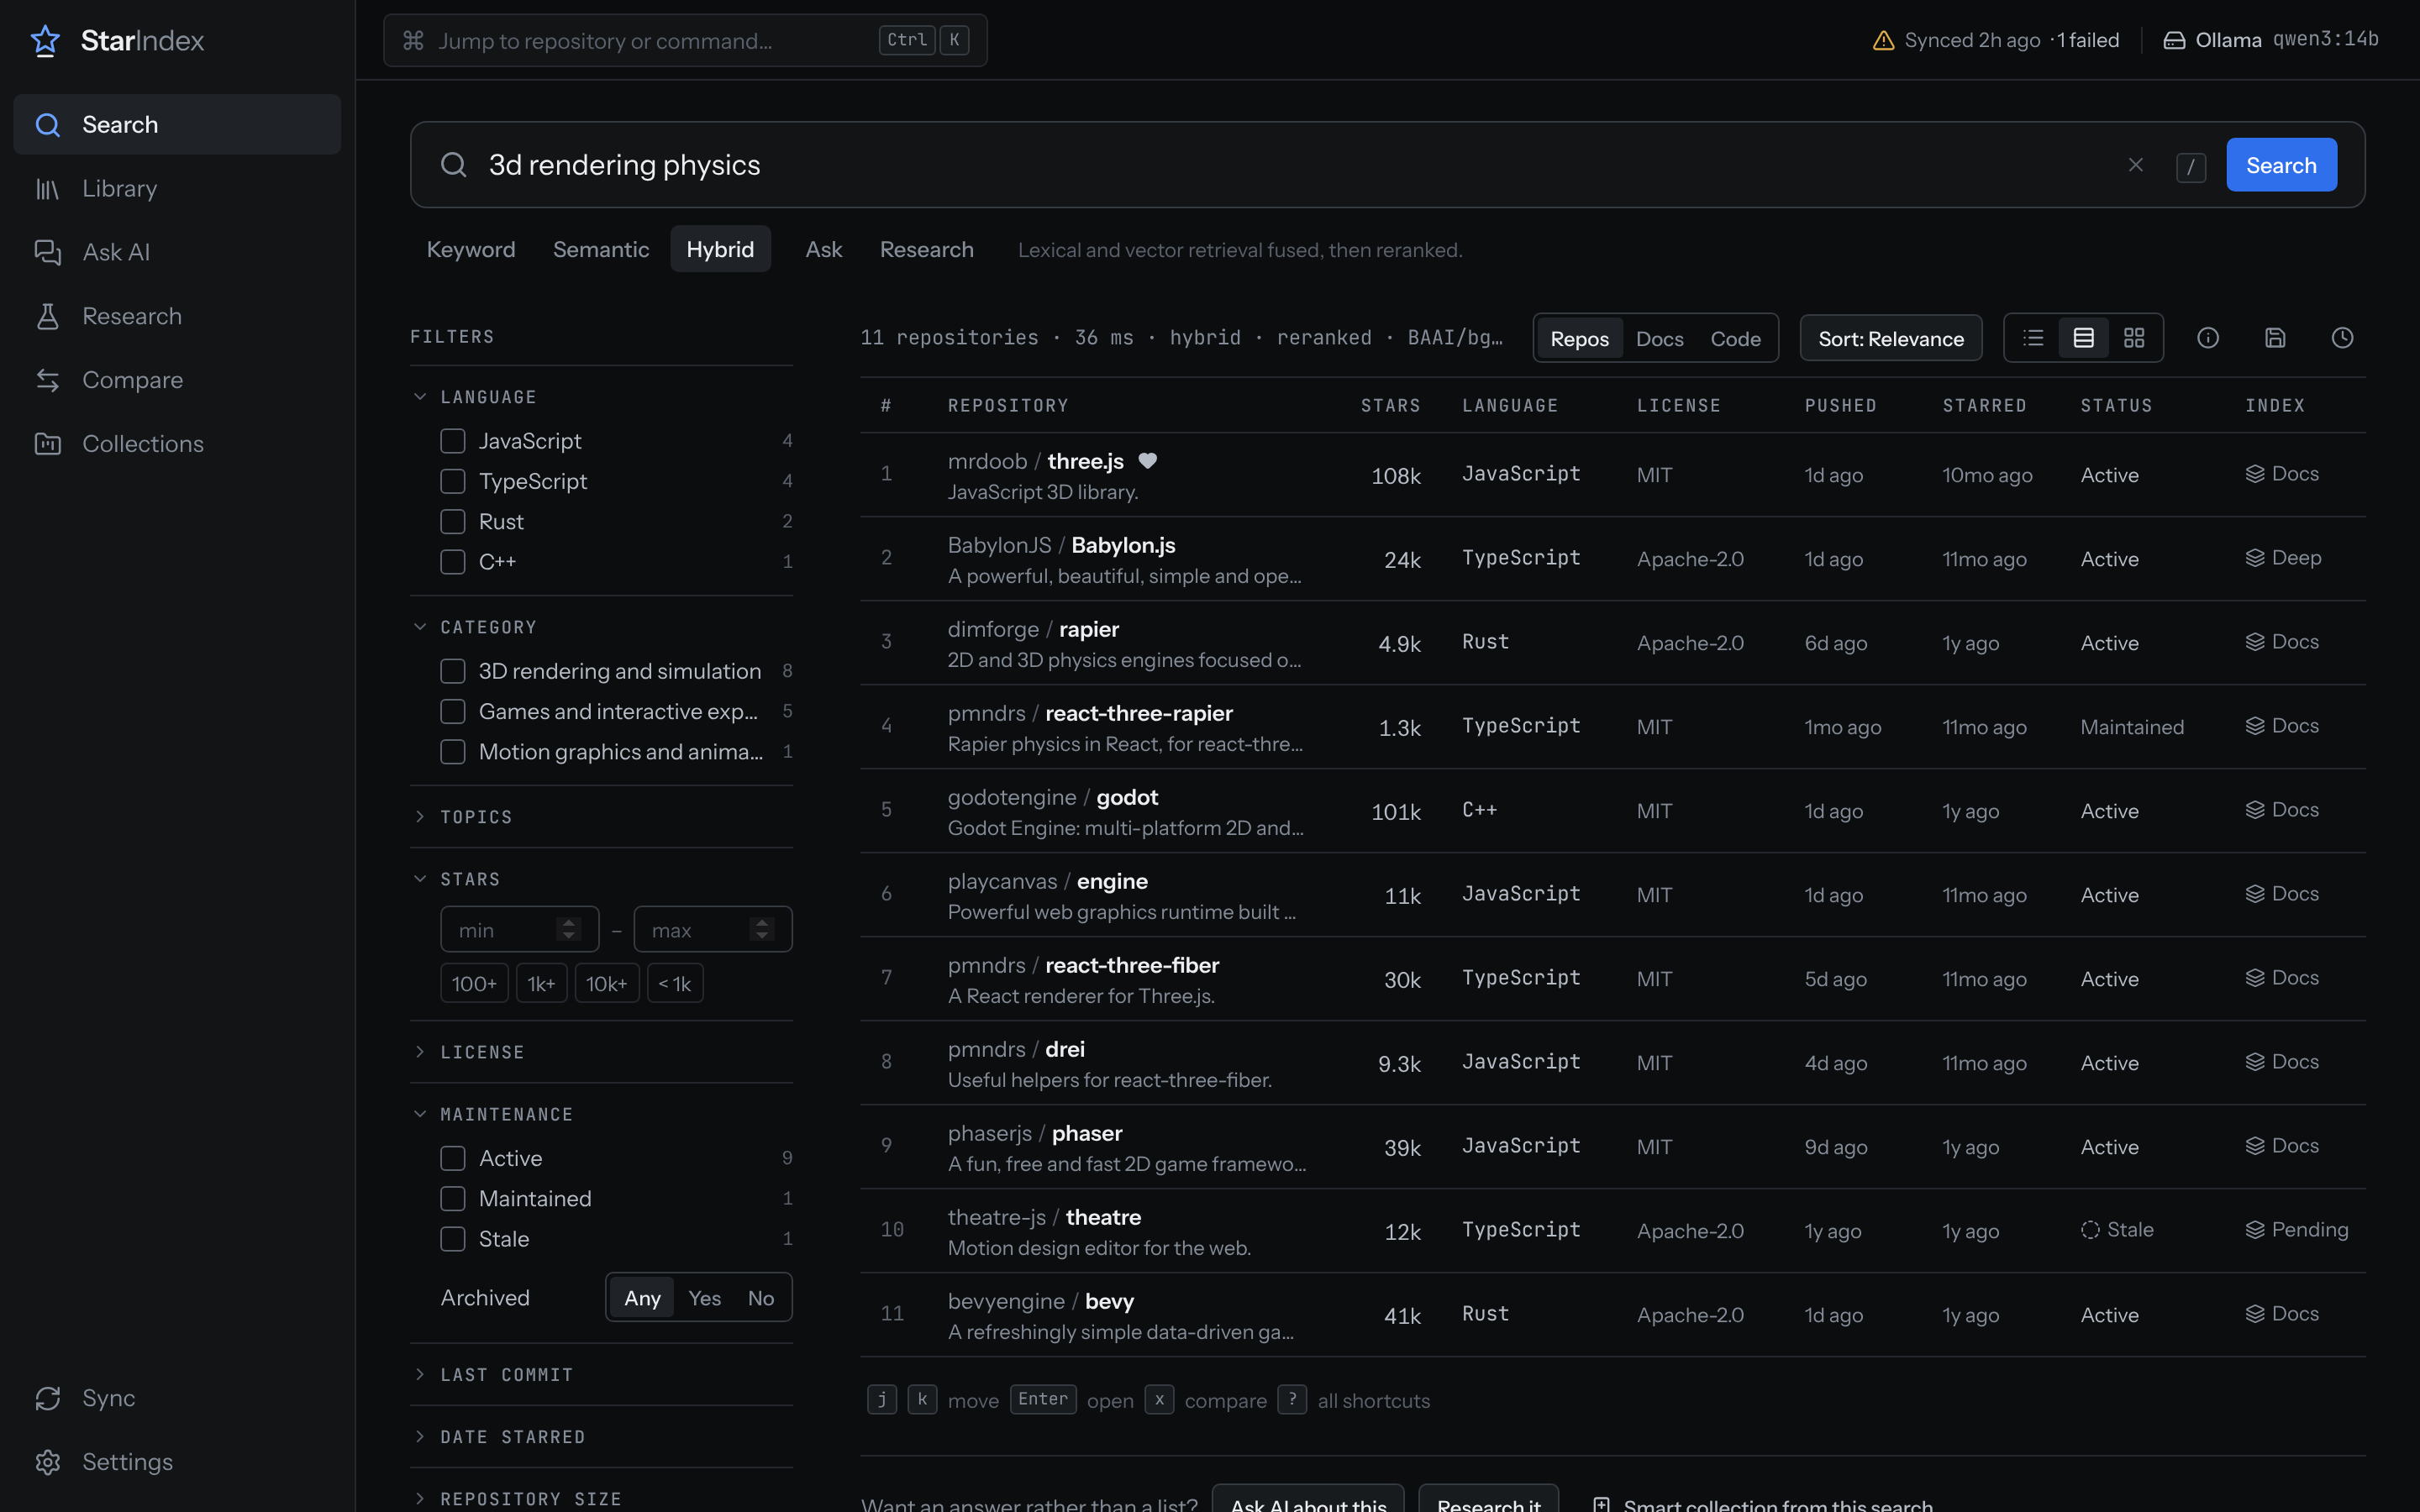 StarIndex
Jump to repository or command... Ctrl K
Synced 2h ago · 1 failed
Ollama qwen3:14b
Search
Library
Ask AI
Research
Compare
Collections
Sync
Settings
3d rendering physics
/ Search
Keyword Semantic Hybrid Ask Research Lexical and vector retrieval fused, then reranked.
FILTERS
LANGUAGE
JavaScript 4
TypeScript 4
Rust 2
C++ 1
CATEGORY
3D rendering and simulation 8
Games and interactive exp... 5
Motion graphics and anima... 1
TOPICS
STARS
min – max
100+ 1k+ 10k+ < 1k
LICENSE
MAINTENANCE
Active 9
Maintained 1
Stale 1
Archived Any Yes No
LAST COMMIT
DATE STARRED
REPOSITORY SIZE
11 repositories · 36 ms · hybrid · reranked · BAAI/bg…
Repos Docs Code
Sort: Relevance
# REPOSITORY STARS LANGUAGE LICENSE PUSHED STARRED STATUS INDEX
1 mrdoob / three.js 108k JavaScript MIT 1d ago 10mo ago Active Docs
JavaScript 3D library.
2 BabylonJS / Babylon.js 24k TypeScript Apache-2.0 1d ago 11mo ago Active Deep
A powerful, beautiful, simple and ope...
3 dimforge / rapier 4.9k Rust Apache-2.0 6d ago 1y ago Active Docs
2D and 3D physics engines focused o...
4 pmndrs / react-three-rapier 1.3k TypeScript MIT 1mo ago 11mo ago Maintained Docs
Rapier physics in React, for react-thre...
5 godotengine / godot 101k C++ MIT 1d ago 1y ago Active Docs
Godot Engine: multi-platform 2D and...
6 playcanvas / engine 11k JavaScript MIT 1d ago 11mo ago Active Docs
Powerful web graphics runtime built ...
7 pmndrs / react-three-fiber 30k TypeScript MIT 5d ago 11mo ago Active Docs
A React renderer for Three.js.
8 pmndrs / drei 9.3k JavaScript MIT 4d ago 11mo ago Active Docs
Useful helpers for react-three-fiber.
9 phaserjs / phaser 39k JavaScript MIT 9d ago 1y ago Active Docs
A fun, free and fast 2D game framewo...
10 theatre-js / theatre 12k TypeScript Apache-2.0 1y ago 1y ago Stale Pending
Motion design editor for the web.
11 bevyengine / bevy 41k Rust Apache-2.0 1d ago 1y ago Active Docs
A refreshingly simple data-driven ga...
j k move Enter open x compare ? all shortcuts
Want an answer rather than a list? Ask AI about this Research it Smart collection from this search